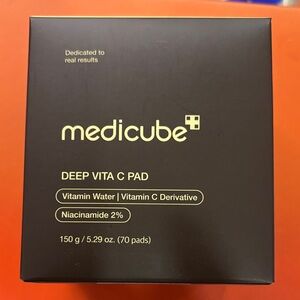 Dedicated to
real results
medicube
DEEP VITA C PAD
Vitamin Water | Vitamin C Derivative
Niacinamide 2%
150 g / 5.29 oz. (70 pads)